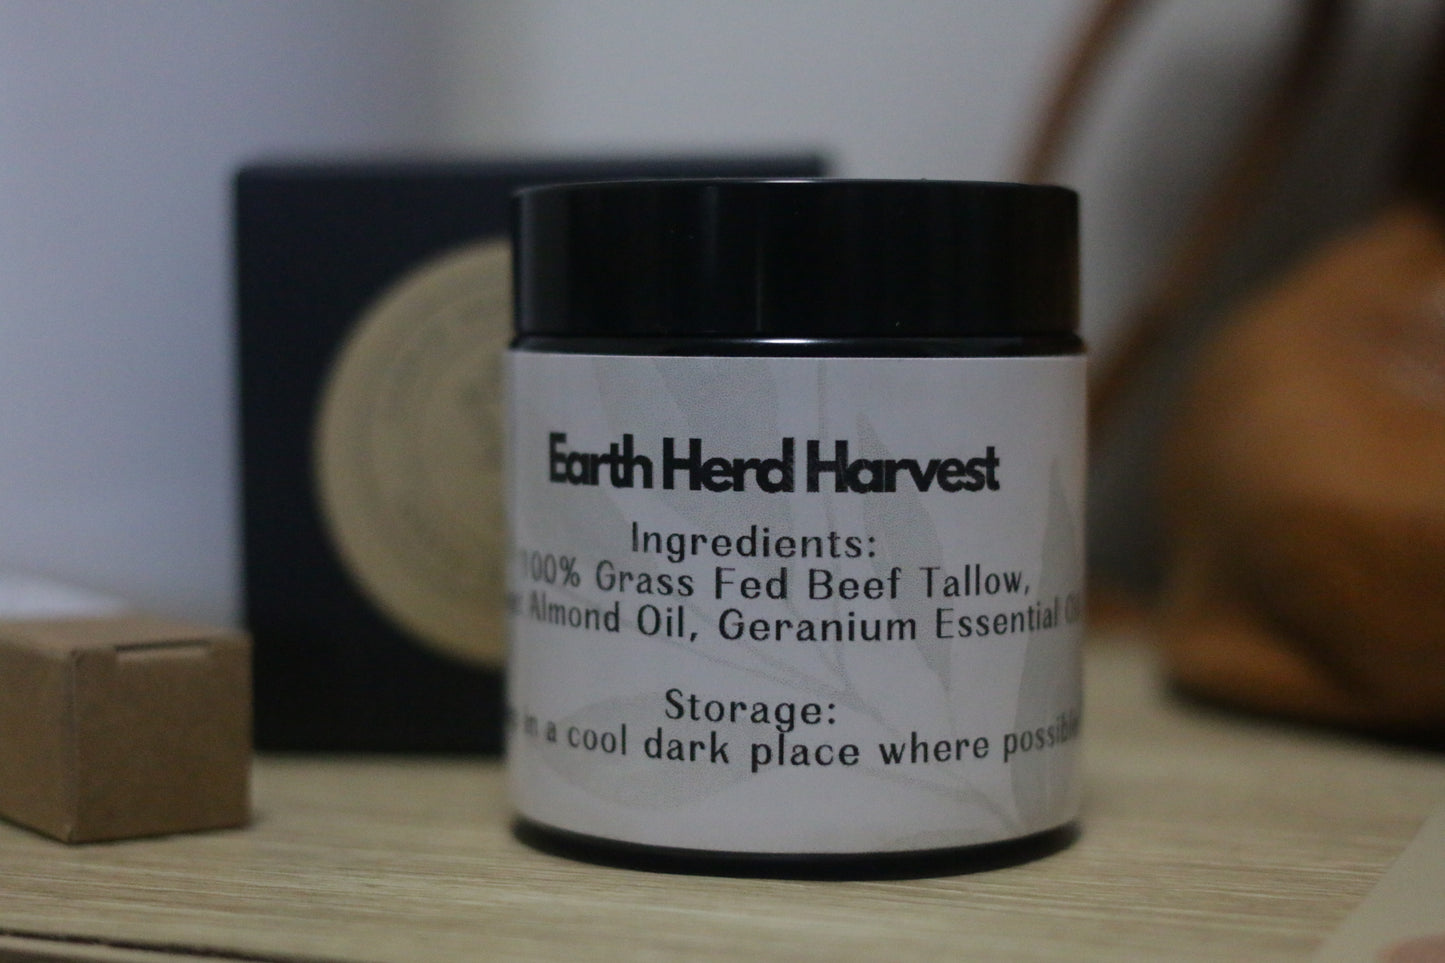 Earth Herd Harvest
Ingredients:
100% Grass Fed Beef Tallow,
Almond Oil, Geranium Essential
Storage:
in a cool dark place where possible